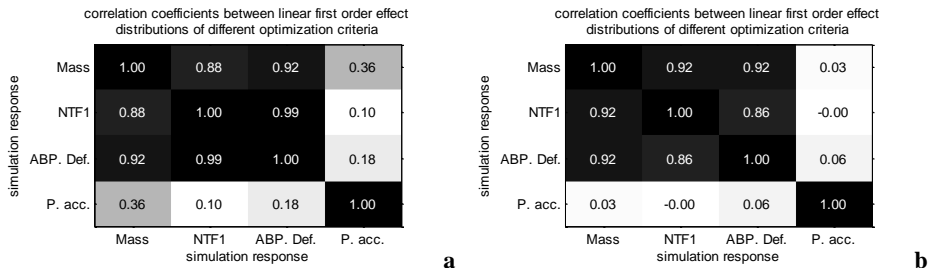 correlation coefficients between linear first order effect
distributions of different optimization criteria
simulation response
Mass 1.00 0.88 0.92 0.36
NTF1 0.88 1.00 0.99 0.10
ABP. Def. 0.92 0.99 1.00 0.18
P. acc. 0.36 0.10 0.18 1.00
Mass NTF1 ABP. Def. P. acc.
simulation response
a
correlation coefficients between linear first order effect
distributions of different optimization criteria
simulation response
Mass 1.00 0.92 0.92 0.03
NTF1 0.92 1.00 0.86 -0.00
ABP. Def. 0.92 0.86 1.00 0.06
P. acc. 0.03 -0.00 0.06 1.00
Mass NTF1 ABP. Def. P. acc.
simulation response
b